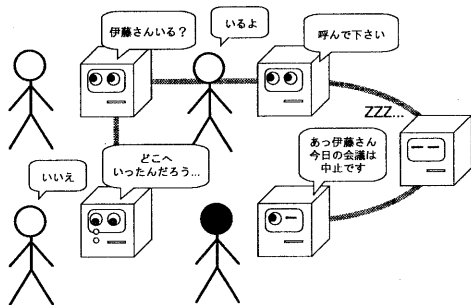 伊藤さんいる？
いるよ
呼んで下さい
ZZZ...
いいえ
どこへ
いったんだろう...
あっ伊藤さん
今日の会議は
中止です